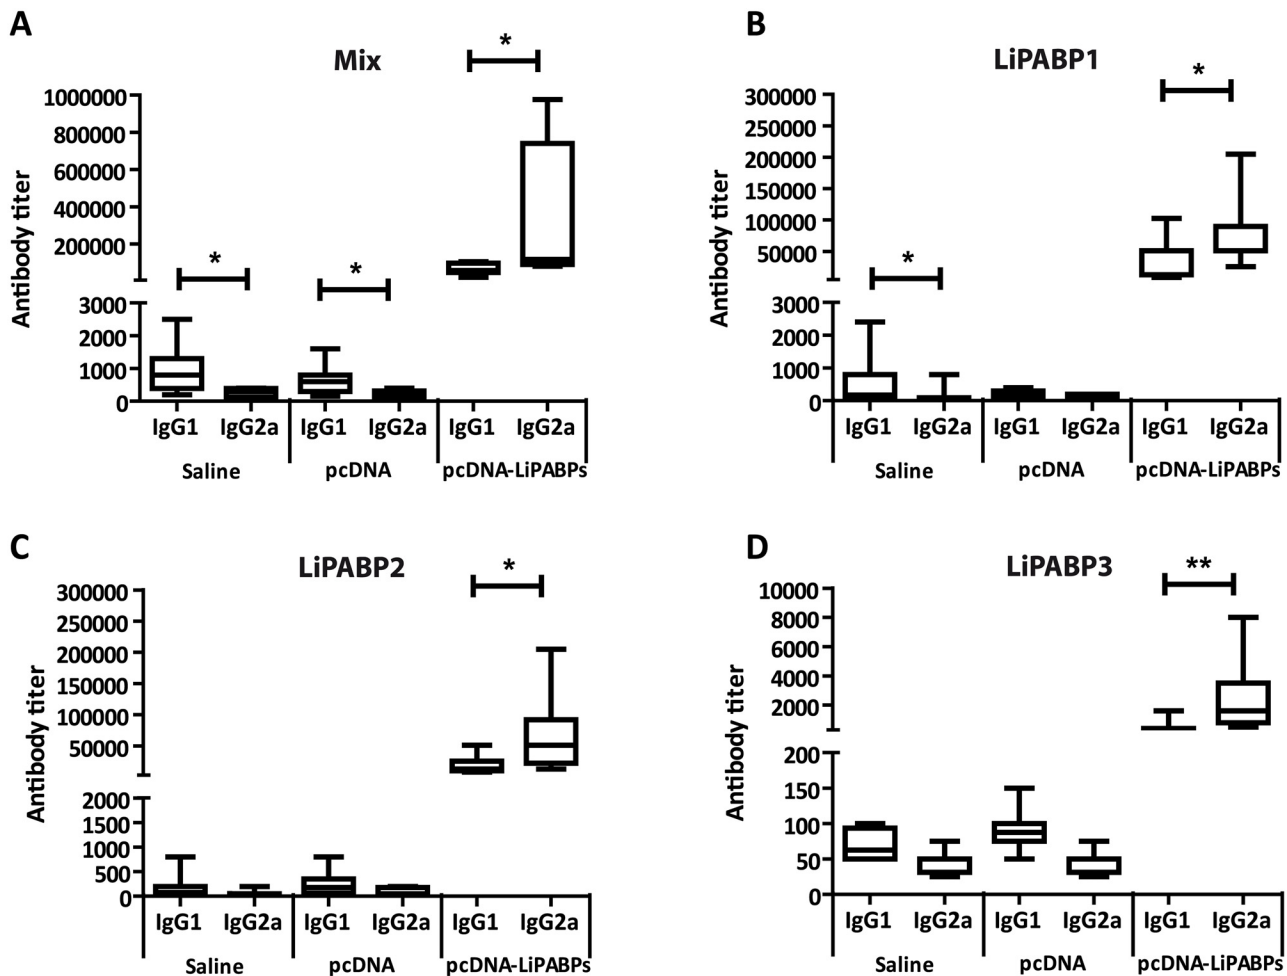 A
Mix
*
1000000
800000
600000
400000
200000
*
*
3000
2000
1000
0
Antibody titer
IgG1 IgG2a IgG1 IgG2a IgG1 IgG2a
Saline pcDNA pcDNA-LiPABPs
B
LiPABP1
*
300000
250000
200000
150000
100000
50000
*
3000
2000
1000
0
Antibody titer
IgG1 IgG2a IgG1 IgG2a IgG1 IgG2a
Saline pcDNA pcDNA-LiPABPs
C
LiPABP2
*
300000
250000
200000
150000
100000
50000
2000
1500
1000
500
0
Antibody titer
IgG1 IgG2a IgG1 IgG2a IgG1 IgG2a
Saline pcDNA pcDNA-LiPABPs
D
LiPABP3
**
10000
8000
6000
4000
2000
200
150
100
50
0
Antibody titer
IgG1 IgG2a IgG1 IgG2a IgG1 IgG2a
Saline pcDNA pcDNA-LiPABPs